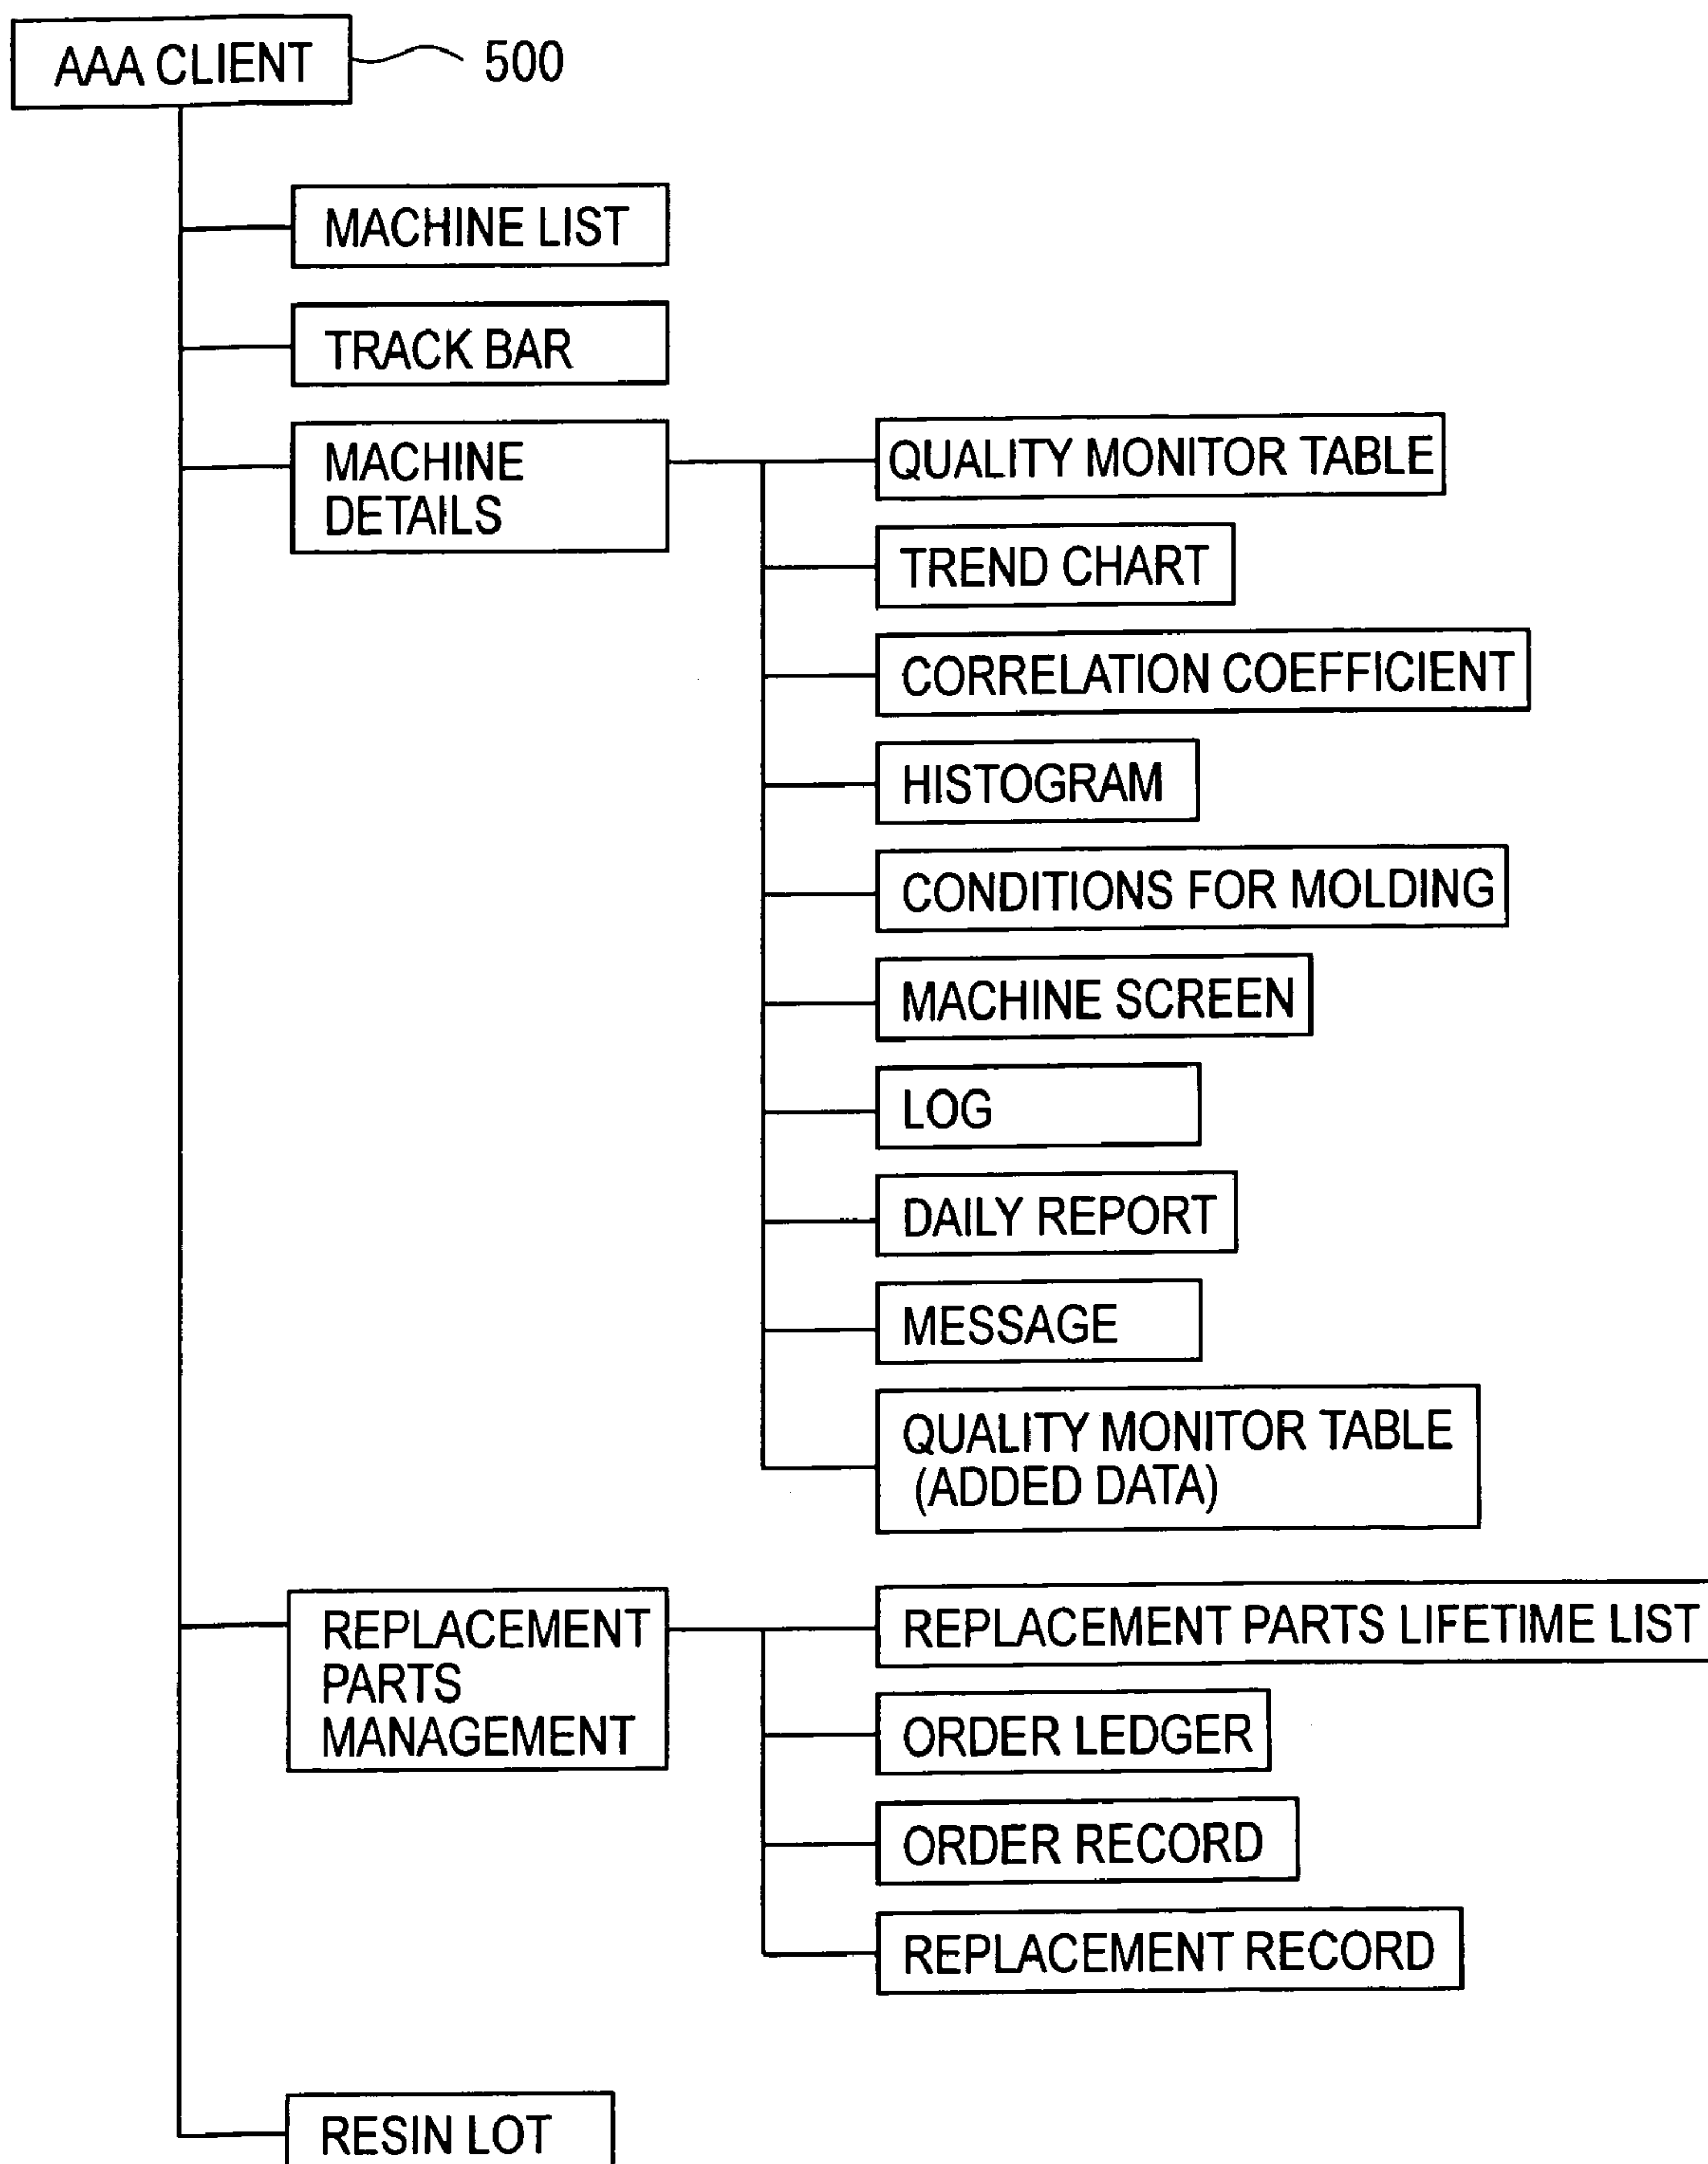 AAA CLIENT
500
MACHINE LIST
TRACK BAR
MACHINE
DETAILS
QUALITY MONITOR TABLE
TREND CHART
CORRELATION COEFFICIENT
HISTOGRAM
CONDITIONS FOR MOLDING
MACHINE SCREEN
LOG
DAILY REPORT
MESSAGE
QUALITY MONITOR TABLE
(ADDED DATA)
REPLACEMENT
PARTS
MANAGEMENT
REPLACEMENT PARTS LIFETIME LIST
ORDER LEDGER
ORDER RECORD
REPLACEMENT RECORD
RESIN LOT